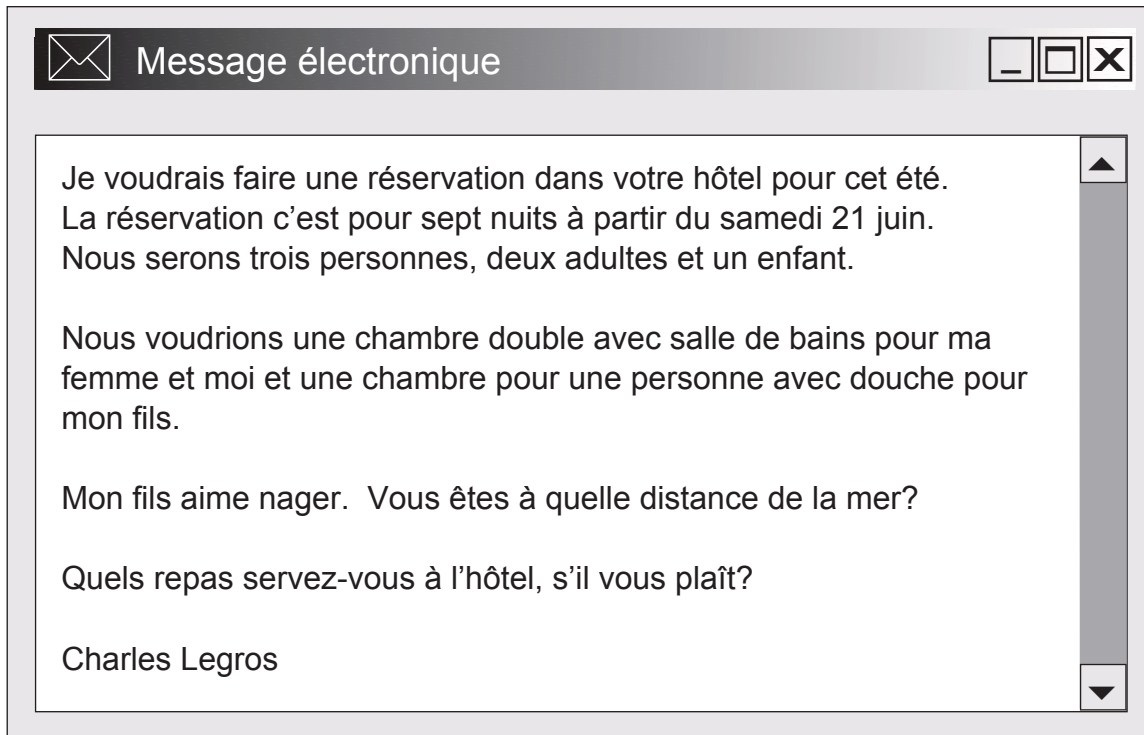 Message électronique
Je voudrais faire une réservation dans votre hôtel pour cet été.
La réservation c'est pour sept nuits à partir du samedi 21 juin.
Nous serons trois personnes, deux adultes et un enfant.
Nous voudrions une chambre double avec salle de bains pour ma
femme et moi et une chambre pour une personne avec douche pour
mon fils.
Mon fils aime nager.  Vous êtes à quelle distance de la mer?
Quels repas servez-vous à l'hôtel, s'il vous plaît?
Charles Legros